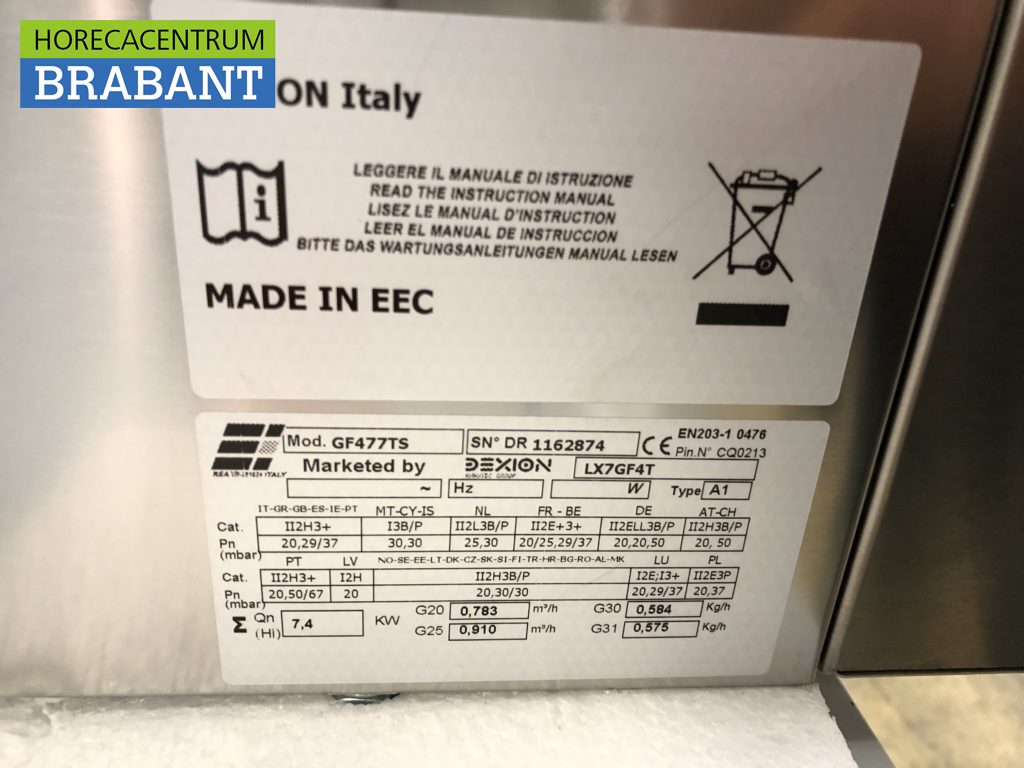 HORECACENTRUM
BRABANT
ON Italy
LEGGERE IL MANUALE DI ISTRUZIONE
READ THE INSTRUCTION MANUAL
LISEZ LE MANUAL D'INSTRUCTION
LEER EL MANUAL DE INSTRUCCION
BITTE DAS WARTUNGSANLEITUNGEN MANUAL LESEN
MADE IN EEC
Mod. GF477TS SN° DR 1162874 CE EN203-1 0476
Pin.N° CQ0213
Marketed by DEXION LX7GF4T
~ Hz W Type A1
IT-GR-GB-ES-IE-PT MT-CY-IS NL FR - BE DE AT-CH
Cat. II2H3+ I3B/P II2L3B/P II2E+3+ II2ELL3B/P II2H3B/P
Pn (mbar) 20,29/37 30,30 25,30 20/25,29/37 20,20,50 20, 50
PT LV NO-SE-EE-LT-DK-CZ-SK-SI-FI-TR-HR-BG-RO-AL-MK LU PL
Cat. II2H3+ I2H II2H3B/P I2E;I3+ II2E3P
Pn (mbar) 20,50/67 20 20,30/30 20,29/37 20,37
Σ Qn (Hi) 7,4 KW G20 0,783 m³/h G30 0,584 Kg/h
G25 0,910 m³/h G31 0,575 Kg/h